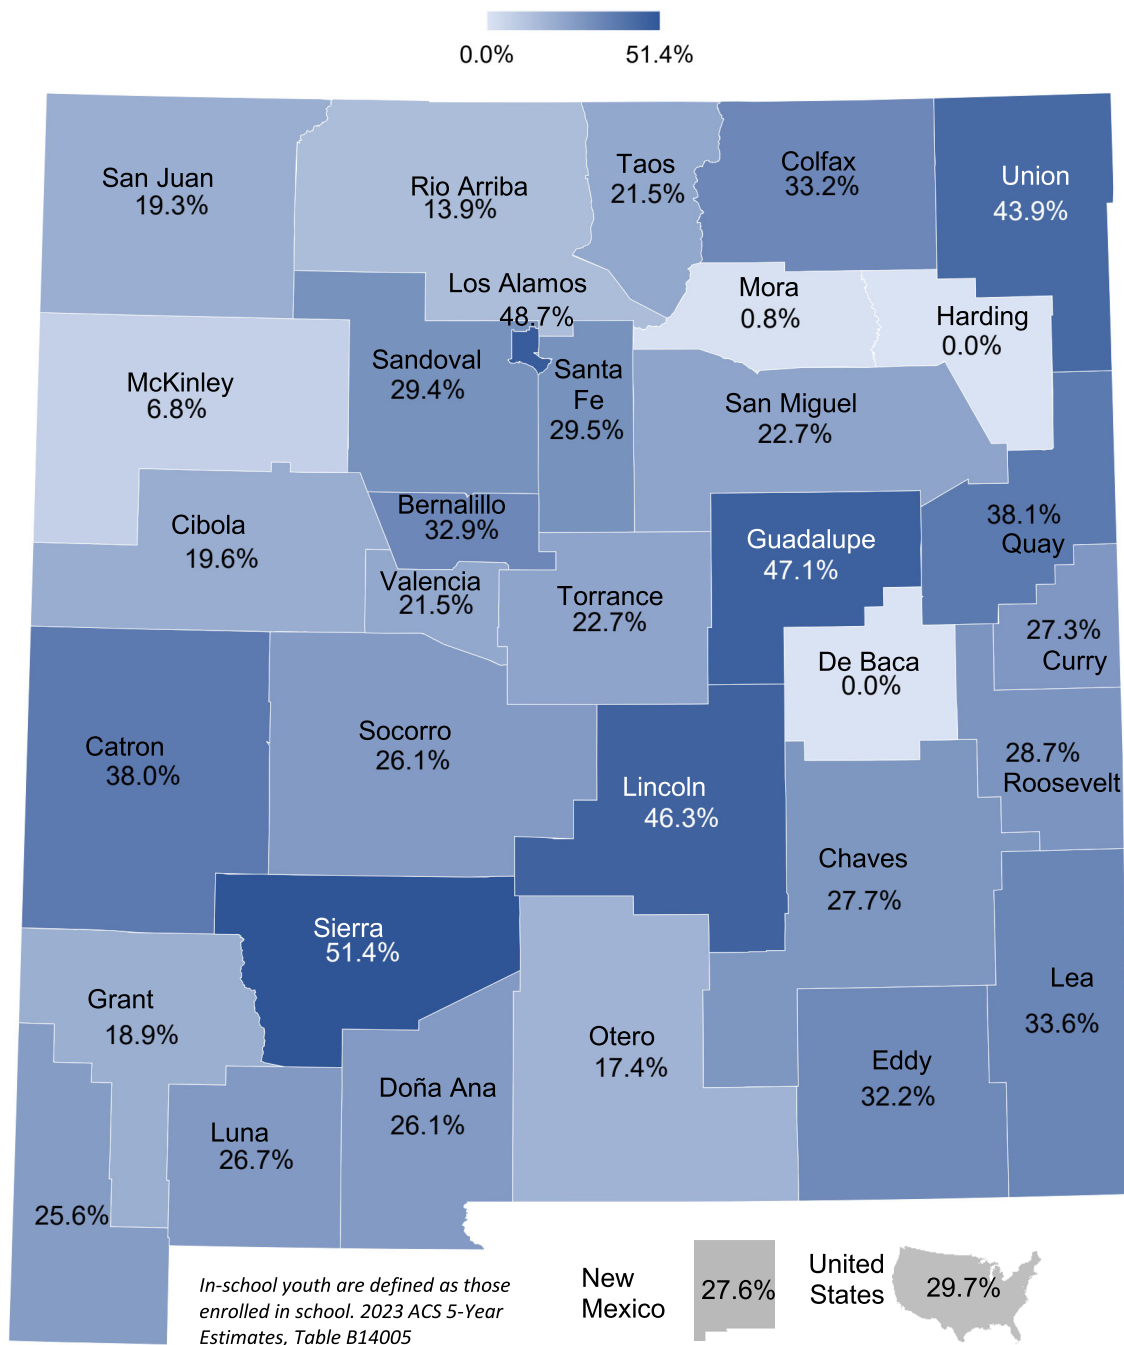 0.0%
51.4%
San Juan
19.3%
Rio Arriba
13.9%
Taos
21.5%
Colfax
33.2%
Union
43.9%
Los Alamos
48.7%
Mora
0.8%
Harding
0.0%
McKinley
6.8%
Sandoval
29.4%
Santa
Fe
29.5%
San Miguel
22.7%
Cibola
19.6%
Bernalillo
32.9%
Guadalupe
47.1%
38.1%
Quay
Valencia
21.5%
Torrance
22.7%
27.3%
Curry
De Baca
0.0%
Catron
38.0%
Socorro
26.1%
Lincoln
46.3%
28.7%
Roosevelt
Chaves
27.7%
Sierra
51.4%
Grant
18.9%
Otero
17.4%
Lea
33.6%
Eddy
32.2%
Doña Ana
26.1%
Luna
26.7%
25.6%
In-school youth are defined as those
enrolled in school. 2023 ACS 5-Year
Estimates, Table B14005
New
Mexico
27.6%
United
States
29.7%